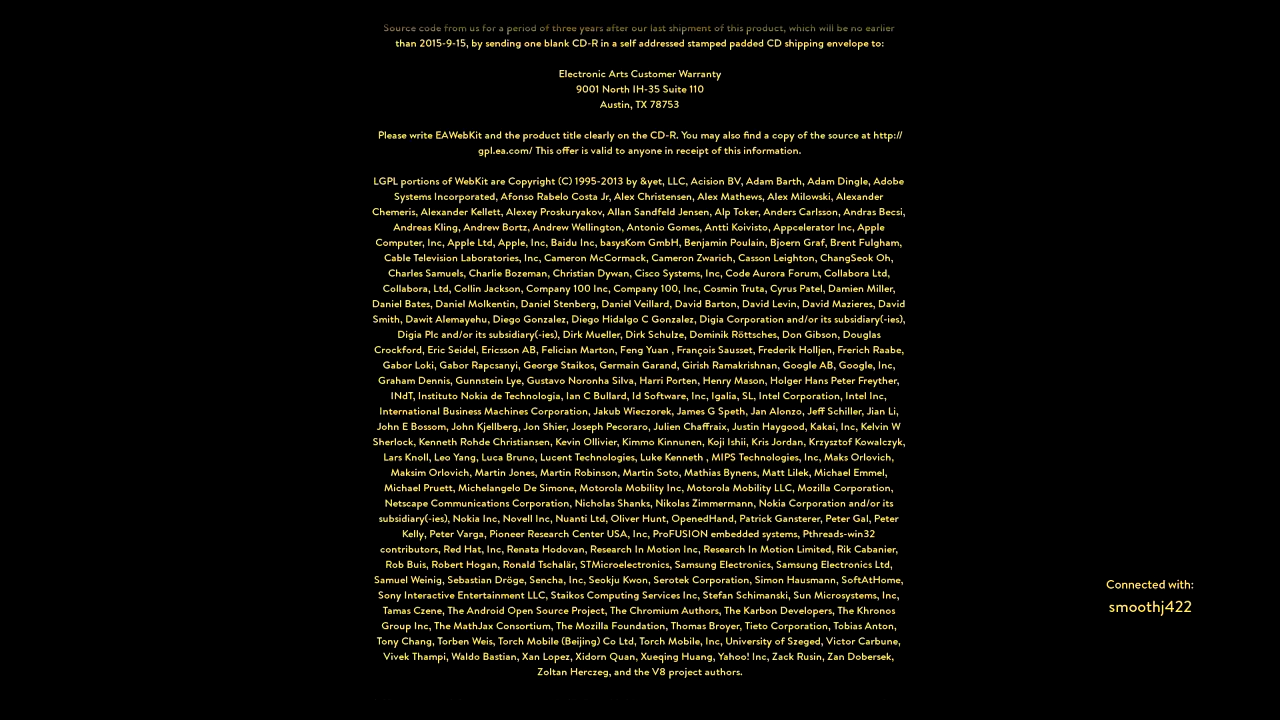 Source code from us for a period of three years after our last shipment of this product, which will be no earlier
than 2015-9-15, by sending one blank CD-R in a self addressed stamped padded CD shipping envelope to:
Electronic Arts Customer Warranty
9001 North IH-35 Suite 110
Austin, TX 78753
Please write EAWebKit and the product title clearly on the CD-R. You may also find a copy of the source at http://
gpl.ea.com/ This offer is valid to anyone in receipt of this information.
LGPL portions of WebKit are Copyright (C) 1995-2013 by &yet, LLC, Acision BV, Adam Barth, Adam Dingle, Adobe
Systems Incorporated, Afonso Rabelo Costa Jr, Alex Christensen, Alex Mathews, Alex Milowski, Alexander
Chemeris, Alexander Kellett, Alexey Proskuryakov, Allan Sandfeld Jensen, Alp Toker, Anders Carlsson, Andras Becsi,
Andreas Kling, Andrew Bortz, Andrew Wellington, Antonio Gomes, Antti Koivisto, Appcelerator Inc, Apple
Computer, Inc, Apple Ltd, Apple, Inc, Baidu Inc, basysKom GmbH, Benjamin Poulain, Bjoern Graf, Brent Fulgham,
Cable Television Laboratories, Inc, Cameron McCormack, Cameron Zwarich, Casson Leighton, ChangSeok Oh,
Charles Samuels, Charlie Bozeman, Christian Dywan, Cisco Systems, Inc, Code Aurora Forum, Collabora Ltd,
Collabora, Ltd, Collin Jackson, Company 100 Inc, Company 100, Inc, Cosmin Truta, Cyrus Patel, Damien Miller,
Daniel Bates, Daniel Molkentin, Daniel Stenberg, Daniel Veillard, David Barton, David Levin, David Mazieres, David
Smith, Dawit Alemayehu, Diego Gonzalez, Diego Hidalgo C Gonzalez, Digia Corporation and/or its subsidiary(-ies),
Digia Plc and/or its subsidiary(-ies), Dirk Mueller, Dirk Schulze, Dominik Röttsches, Don Gibson, Douglas
Crockford, Eric Seidel, Ericsson AB, Felician Marton, Feng Yuan , François Sausset, Frederik Holljen, Frerich Raabe,
Gabor Loki, Gabor Rapcsanyi, George Staikos, Germain Garand, Girish Ramakrishnan, Google AB, Google, Inc,
Graham Dennis, Gunnstein Lye, Gustavo Noronha Silva, Harri Porten, Henry Mason, Holger Hans Peter Freyther,
INdT, Instituto Nokia de Technologia, Ian C Bullard, Id Software, Inc, Igalia, SL, Intel Corporation, Intel Inc,
International Business Machines Corporation, Jakub Wieczorek, James G Speth, Jan Alonzo, Jeff Schiller, Jian Li,
John E Bossom, John Kjellberg, Jon Shier, Joseph Pecoraro, Julien Chaffraix, Justin Haygood, Kakai, Inc, Kelvin W
Sherlock, Kenneth Rohde Christiansen, Kevin Ollivier, Kimmo Kinnunen, Koji Ishii, Kris Jordan, Krzysztof Kowalczyk,
Lars Knoll, Leo Yang, Luca Bruno, Lucent Technologies, Luke Kenneth , MIPS Technologies, Inc, Maks Orlovich,
Maksim Orlovich, Martin Jones, Martin Robinson, Martin Soto, Mathias Bynens, Matt Lilek, Michael Emmel,
Michael Pruett, Michelangelo De Simone, Motorola Mobility Inc, Motorola Mobility LLC, Mozilla Corporation,
Netscape Communications Corporation, Nicholas Shanks, Nikolas Zimmermann, Nokia Corporation and/or its
subsidiary(-ies), Nokia Inc, Novell Inc, Nuanti Ltd, Oliver Hunt, OpenedHand, Patrick Gansterer, Peter Gal, Peter
Kelly, Peter Varga, Pioneer Research Center USA, Inc, ProFUSION embedded systems, Pthreads-win32
contributors, Red Hat, Inc, Renata Hodovan, Research In Motion Inc, Research In Motion Limited, Rik Cabanier,
Rob Buis, Robert Hogan, Ronald Tschalär, STMicroelectronics, Samsung Electronics, Samsung Electronics Ltd,
Samuel Weinig, Sebastian Dröge, Sencha, Inc, Seokju Kwon, Serotek Corporation, Simon Hausmann, SoftAtHome,
Sony Interactive Entertainment LLC, Staikos Computing Services Inc, Stefan Schimanski, Sun Microsystems, Inc,
Tamas Czene, The Android Open Source Project, The Chromium Authors, The Karbon Developers, The Khronos
Group Inc, The MathJax Consortium, The Mozilla Foundation, Thomas Broyer, Tieto Corporation, Tobias Anton,
Tony Chang, Torben Weis, Torch Mobile (Beijing) Co Ltd, Torch Mobile, Inc, University of Szeged, Victor Carbune,
Vivek Thampi, Waldo Bastian, Xan Lopez, Xidorn Quan, Xueqing Huang, Yahoo! Inc, Zack Rusin, Zan Dobersek,
Zoltan Herczeg, and the V8 project authors.
Connected with:
smoothj422